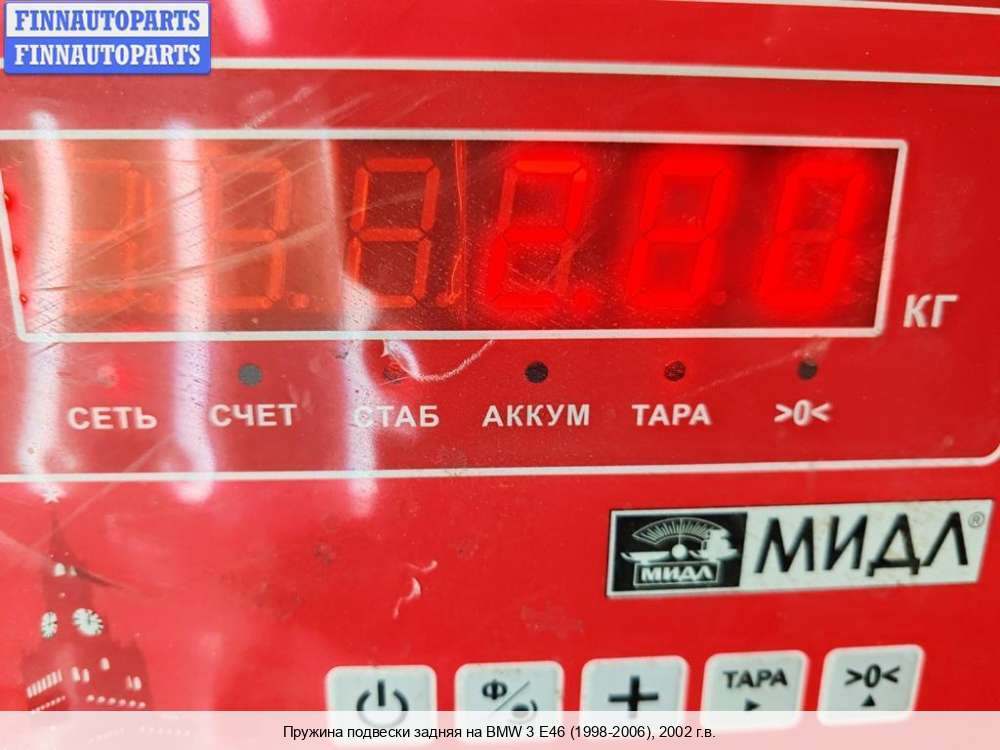 FINNAUTOPARTS
FINNAUTOPARTS
2.00
КГ
СЕТЬ СЧЕТ СТАБ АККУМ ТАРА >0<
МИДЛ
МИДЛ®
ТАРА >0<
Пружина подвески задняя на BMW 3 E46 (1998-2006), 2002 г.в.